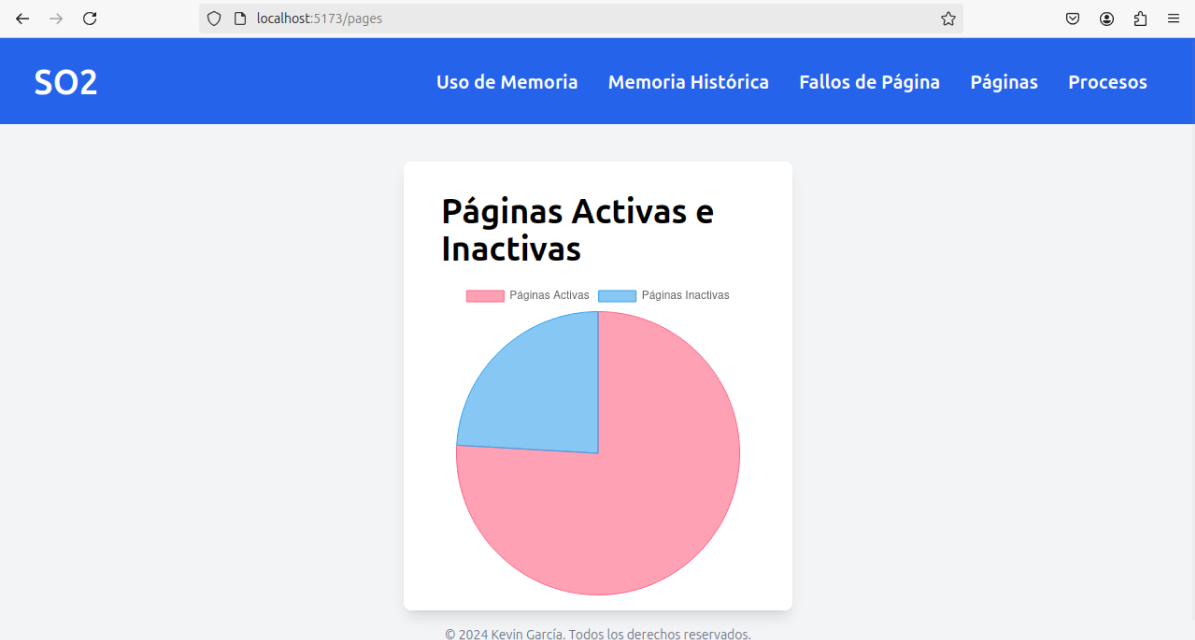 localhost:5173/pages
SO2
Uso de Memoria
Memoria Histórica
Fallos de Página
Páginas
Procesos
Páginas Activas e
Inactivas
Páginas Activas
Páginas Inactivas
© 2024 Kevin García. Todos los derechos reservados.